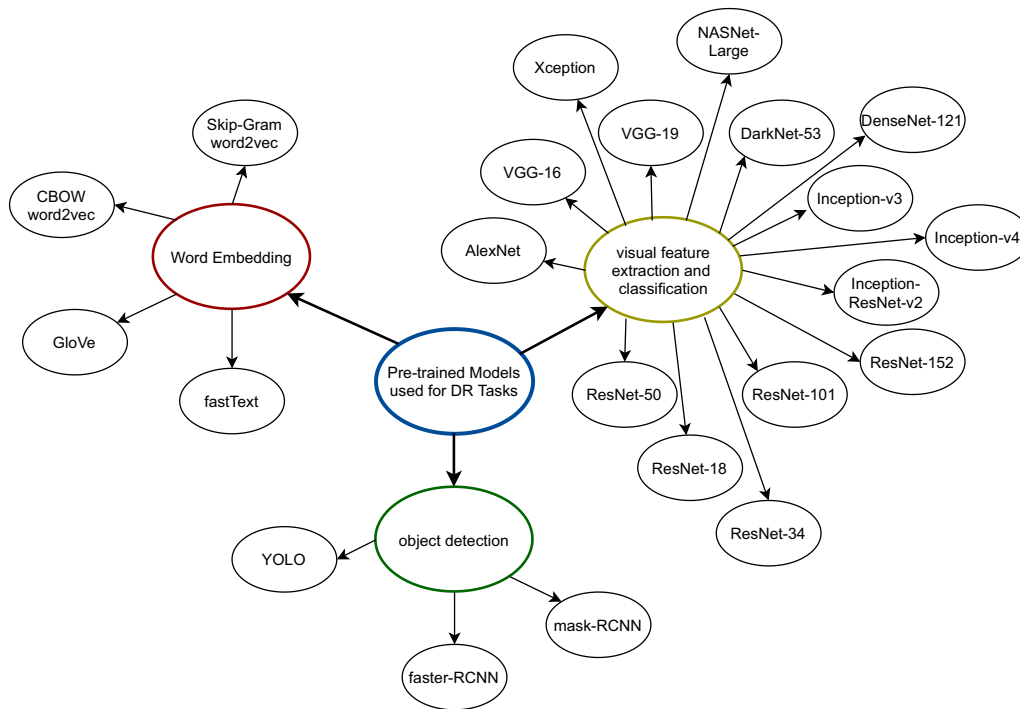 NASNet-
Large
Xception
Skip-Gram
word2vec
VGG-19
DarkNet-53
DenseNet-121
VGG-16
CBOW
word2vec
Inception-v3
Word Embedding
AlexNet
visual feature
extraction and
classification
Inception-v4
Inception-
ResNet-v2
GloVe
Pre-trained Models
used for DR Tasks
ResNet-152
fastText
ResNet-50
ResNet-101
ResNet-18
ResNet-34
object detection
YOLO
mask-RCNN
faster-RCNN